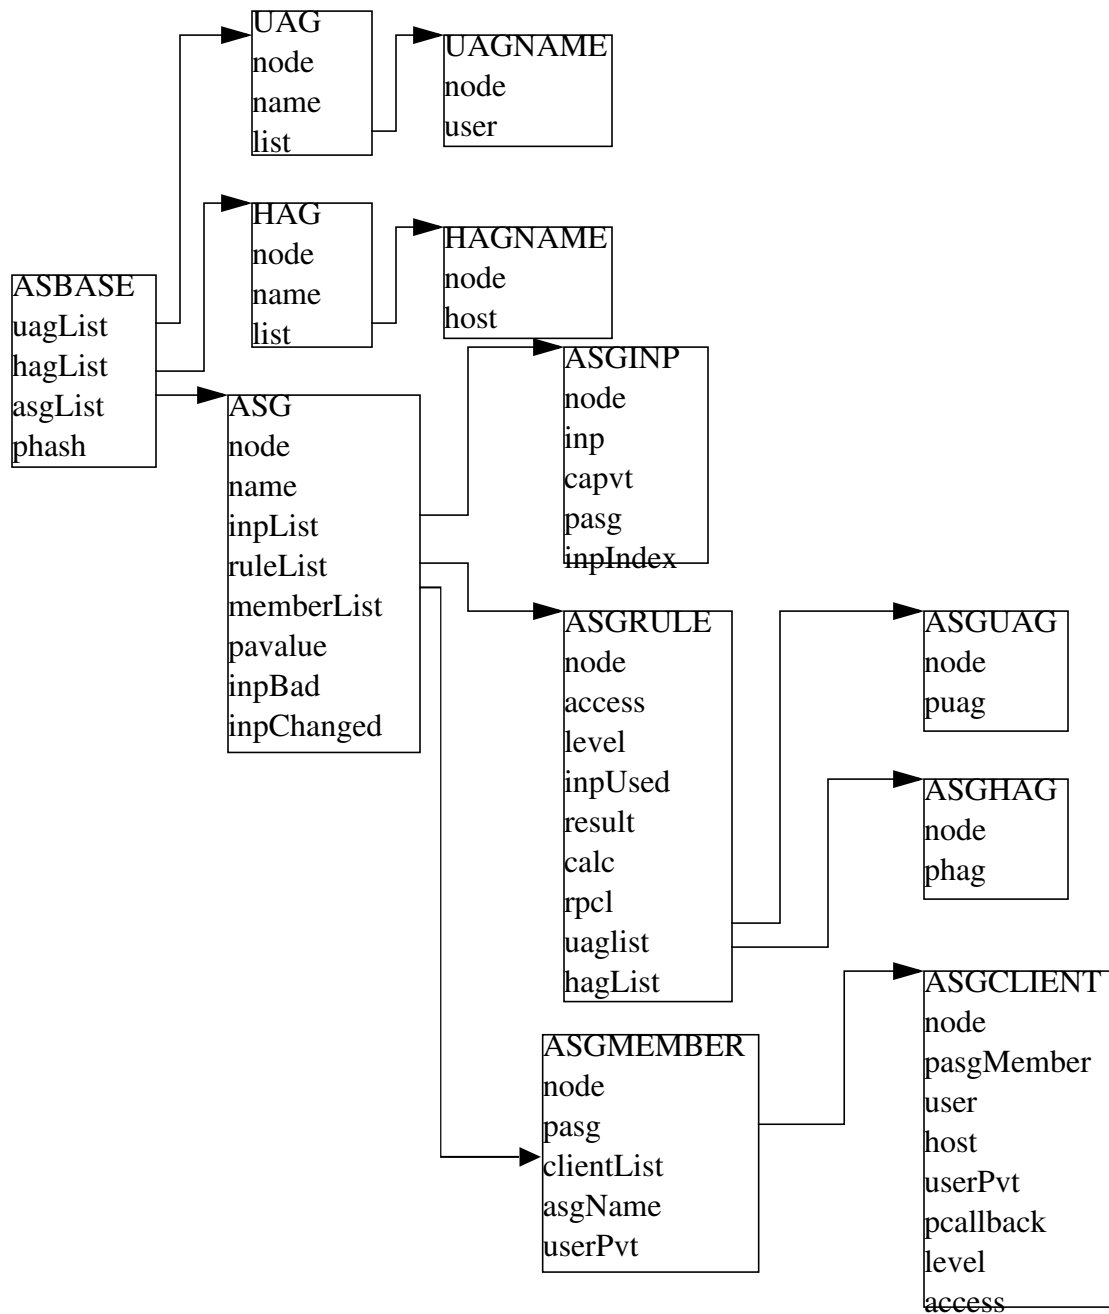 UAG
node
name
list
UAGNAME
node
user
HAG
node
name
list
HAGNAME
node
host
ASBASE
uagList
hagList
asgList
phash
ASG
node
name
inpList
ruleList
memberList
pavalue
inpBad
inpChanged
ASGINP
node
inp
capvt
pasg
inpIndex
ASGRULE
node
access
level
inpUsed
result
calc
rpcl
uaglist
hagList
ASGUAG
node
puag
ASGHAG
node
phag
ASGMEMBER
node
pasg
clientList
asgName
userPvt
ASGCLIENT
node
pasgMember
user
host
userPvt
pcallback
level
access